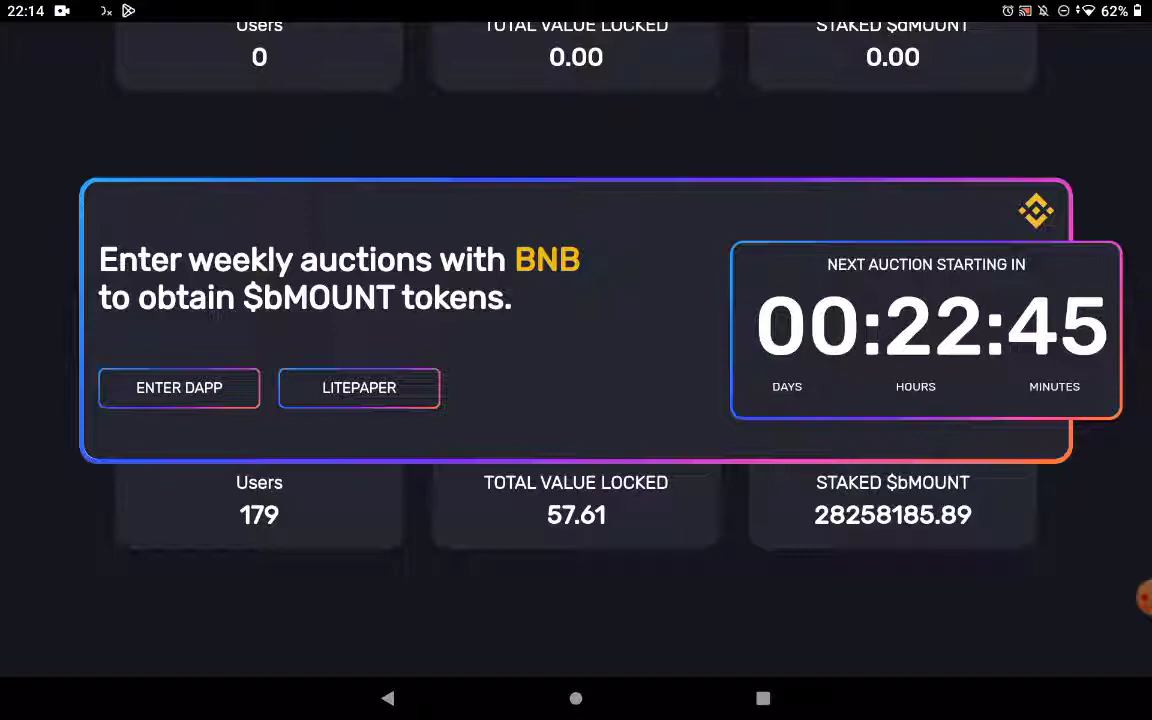 22:14
62%
Users
TOTAL VALUE LOCKED
STAKED $dMOUNT
0
0.00
0.00
Enter weekly auctions with BNB
to obtain $bMOUNT tokens.
ENTER DAPP
LITEPAPER
NEXT AUCTION STARTING IN
00:22:45
DAYS
HOURS
MINUTES
Users
TOTAL VALUE LOCKED
STAKED $bMOUNT
179
57.61
28258185.89